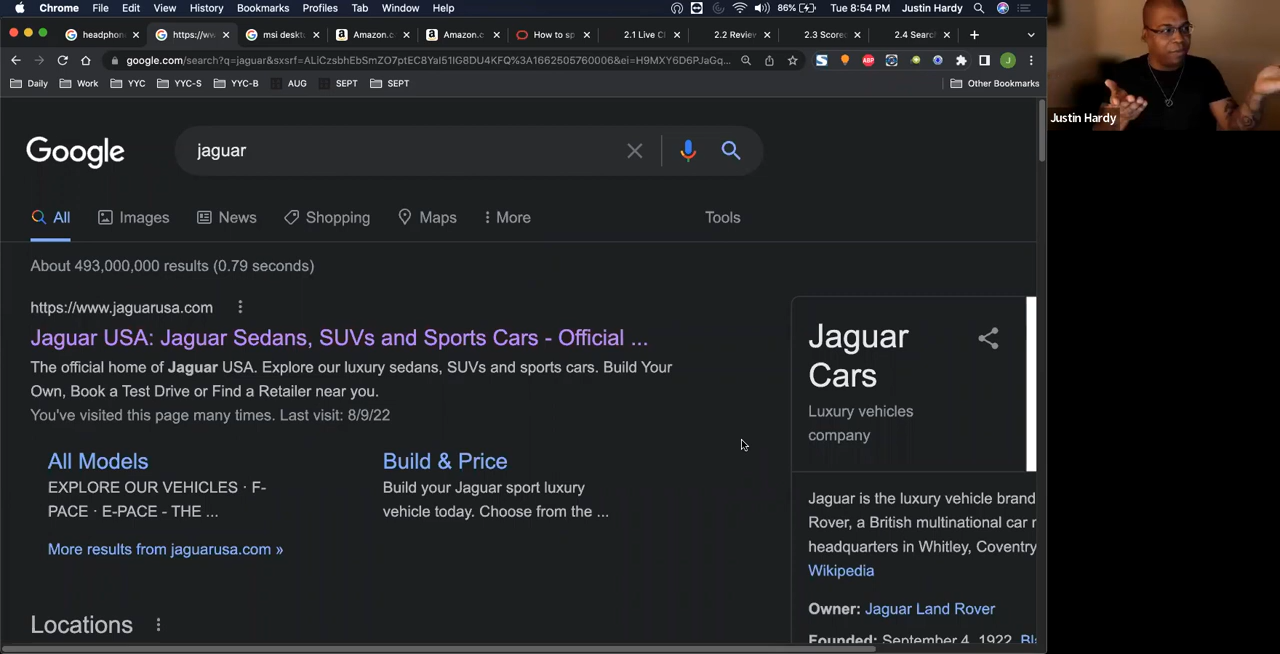 Chrome File Edit View History Bookmarks Profiles Tab Window Help 86% Tue 8:54 PM Justin Hardy
headphon https://ww msi deskto Amazon.c Amazon.c How to sp 2.1 Live Cl 2.2 Review 2.3 Score 2.4 Searc
google.com/search?q=jaguar&sxsrf=ALiCzsbhEbSmZO7ptEC8YaI51IG8DU4KFQ%3A1662505760006&ei=H9MXY6D6PJaGq...
Daily Work YYC YYC-S YYC-B AUG SEPT SEPT Other Bookmarks
Justin Hardy
Google jaguar
All Images News Shopping Maps More Tools
About 493,000,000 results (0.79 seconds)
https://www.jaguarusa.com
Jaguar USA: Jaguar Sedans, SUVs and Sports Cars - Official ...
The official home of Jaguar USA. Explore our luxury sedans, SUVs and sports cars. Build Your
Own, Book a Test Drive or Find a Retailer near you.
You've visited this page many times. Last visit: 8/9/22
All Models
EXPLORE OUR VEHICLES · F-
PACE · E-PACE - THE ...
Build & Price
Build your Jaguar sport luxury
vehicle today. Choose from the ...
More results from jaguarusa.com »
Locations
Jaguar
Cars
Luxury vehicles
company
Jaguar is the luxury vehicle brand
Rover, a British multinational car
headquarters in Whitley, Coventry
Wikipedia
Owner: Jaguar Land Rover
Founded: September 4, 1922,